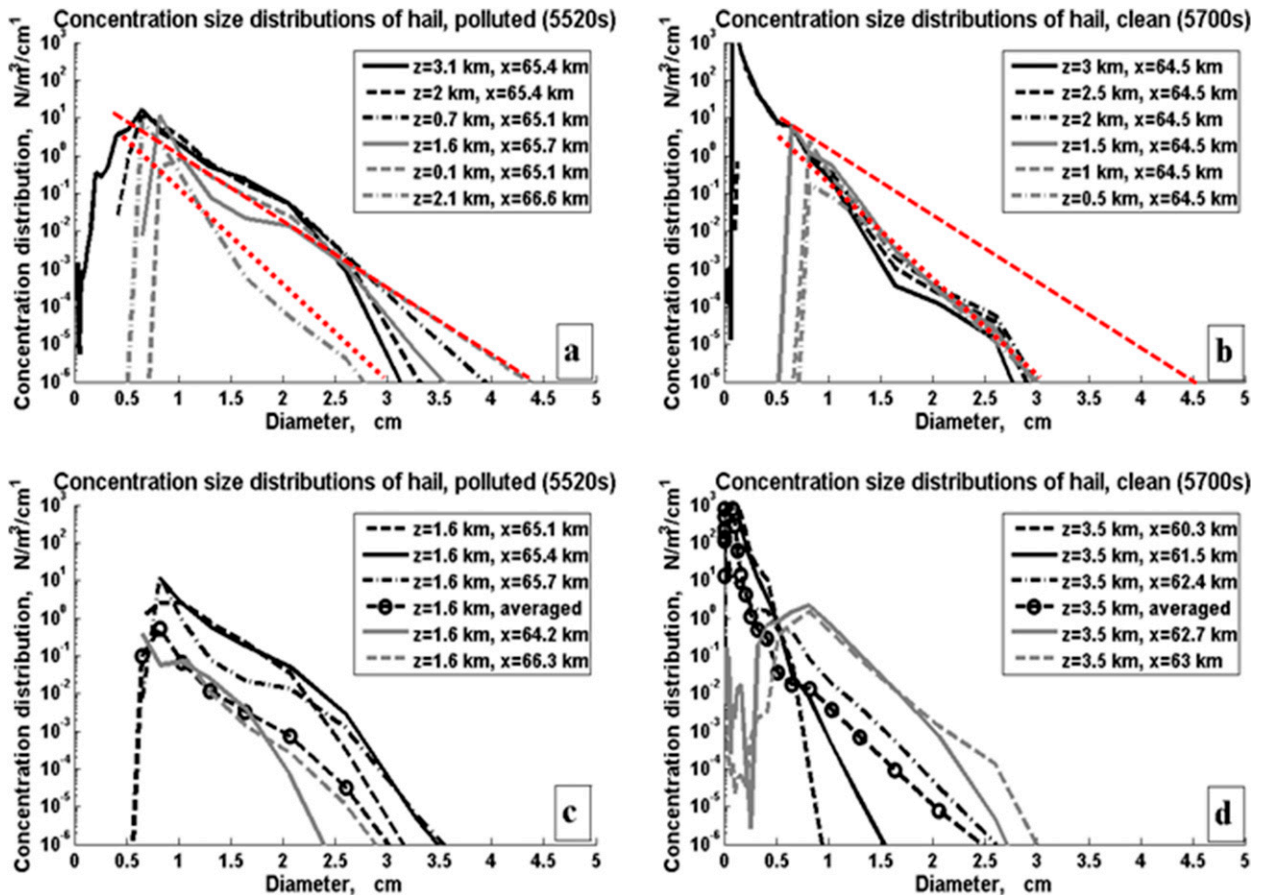 Concentration size distributions of hail, polluted (5520s)
Concentration distribution, N/m³/cm⁻¹
10³
10²
10¹
10⁰
10⁻¹
10⁻²
10⁻³
10⁻⁴
10⁻⁵
10⁻⁶
z=3.1 km, x=65.4 km
z=2 km, x=65.4 km
z=0.7 km, x=65.1 km
z=1.6 km, x=65.7 km
z=0.1 km, x=65.1 km
z=2.1 km, x=66.6 km
a
0 0.5 1 1.5 2 2.5 3 3.5 4 4.5 5
Diameter, cm
Concentration size distributions of hail, clean (5700s)
Concentration distribution, N/m³/cm⁻¹
10³
10²
10¹
10⁰
10⁻¹
10⁻²
10⁻³
10⁻⁴
10⁻⁵
10⁻⁶
z=3 km, x=64.5 km
z=2.5 km, x=64.5 km
z=2 km, x=64.5 km
z=1.5 km, x=64.5 km
z=1 km, x=64.5 km
z=0.5 km, x=64.5 km
b
0 0.5 1 1.5 2 2.5 3 3.5 4 4.5 5
Diameter, cm
Concentration size distributions of hail, polluted (5520s)
Concentration distribution, N/m³/cm⁻¹
10³
10²
10¹
10⁰
10⁻¹
10⁻²
10⁻³
10⁻⁴
10⁻⁵
10⁻⁶
z=1.6 km, x=65.1 km
z=1.6 km, x=65.4 km
z=1.6 km, x=65.7 km
z=1.6 km, averaged
z=1.6 km, x=64.2 km
z=1.6 km, x=66.3 km
c
0 0.5 1 1.5 2 2.5 3 3.5 4 4.5 5
Diameter, cm
Concentration size distributions of hail, clean (5700s)
Concentration distribution, N/m³/cm⁻¹
10³
10²
10¹
10⁰
10⁻¹
10⁻²
10⁻³
10⁻⁴
10⁻⁵
10⁻⁶
z=3.5 km, x=60.3 km
z=3.5 km, x=61.5 km
z=3.5 km, x=62.4 km
z=3.5 km, averaged
z=3.5 km, x=62.7 km
z=3.5 km, x=63 km
d
0 0.5 1 1.5 2 2.5 3 3.5 4 4.5 5
Diameter, cm